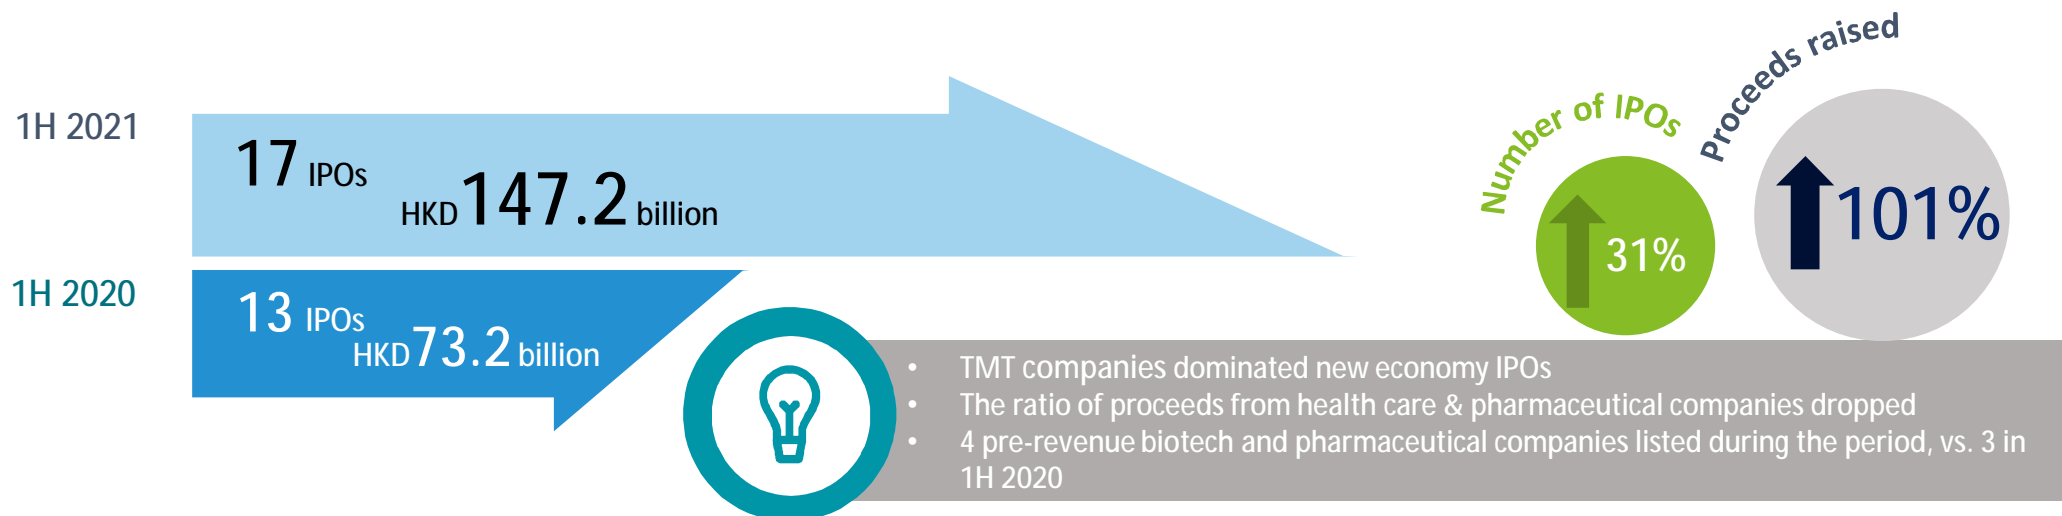 1H 2021
17 IPOs
HKD 147.2 billion
1H 2020
13 IPOs
HKD 73.2 billion
Number of IPOs
31%
Proceeds raised
101%
• TMT companies dominated new economy IPOs
• The ratio of proceeds from health care & pharmaceutical companies dropped
• 4 pre-revenue biotech and pharmaceutical companies listed during the period, vs. 3 in
1H 2020